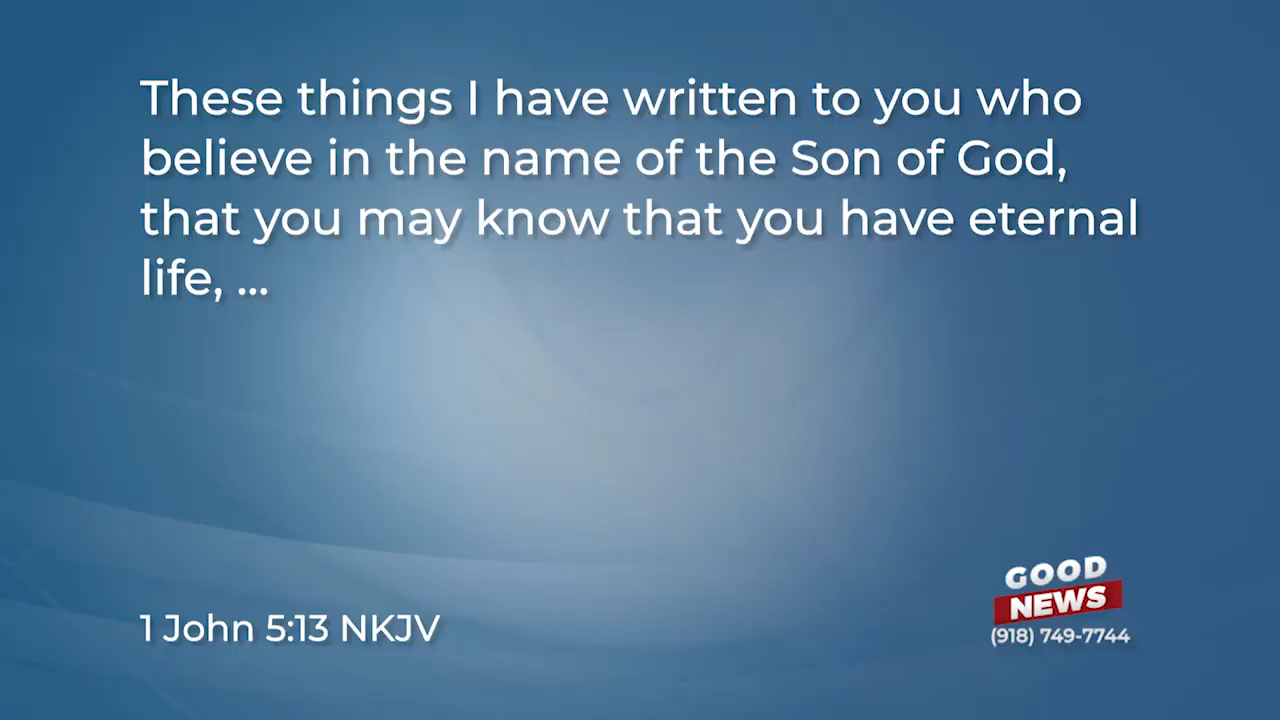 These things I have written to you who
believe in the name of the Son of God,
that you may know that you have eternal
life, ...
1 John 5:13 NKJV
GOOD
NEWS
(918) 749-7744